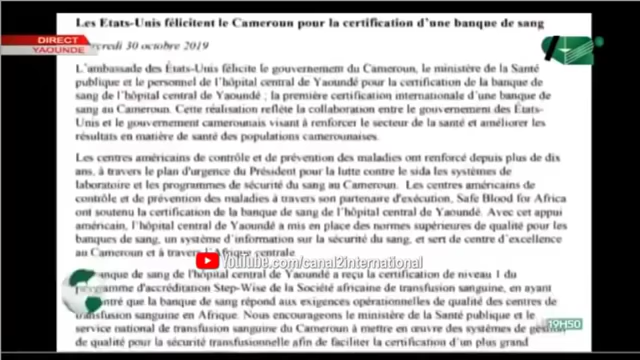 Les Etats-Unis félicitent le Cameroun pour la certification d'une banque de sang
DIRECT
YAOUNDE
credi 30 octobre 2019
L'ambassade des États-Unis félicite le gouvernement du Cameroun, le ministère de la Santé
publique et le personnel de l'hôpital central de Yaoundé pour la certification de la banque de
sang de l'hôpital central de Yaoundé ; la première certification internationale d'une banque de
sang au Cameroun. Cette réalisation reflète la collaboration entre le gouvernement des États-
Unis et le gouvernement camerounais visant à renforcer le secteur de la santé et améliorer les
résultats en matière de santé des populations camerounaises.
Les centres américains de contrôle et de prévention des maladies ont renforcé depuis plus de dix
ans, à travers le plan d'urgence du Président pour la lutte contre le sida les systèmes de
laboratoire et les programmes de sécurité du sang au Cameroun. Les centres américains de
contrôle et de prévention des maladies à travers son partenaire d'exécution, Safe Blood for Africa
ont soutenu la certification de la banque de sang de l'hôpital central de Yaoundé. Avec cet appui
américain, l'hôpital central de Yaoundé a mis en place des normes supérieures de qualité pour les
banques de sang, un système d'information sur la sécurité du sang, et sert de centre d'excellence
au Cameroun et à travers l'Afrique centrale.
YouTube.com/canal2international
banque de sang de l'hôpital central de Yaoundé a reçu la certification de niveau 1 du
programme d'accréditation Step-Wise de la Société africaine de transfusion sanguine, en ayant
ntré que la banque de sang répond aux exigences opérationnelles de qualité des centres de
transfusion sanguine en Afrique. Nous encourageons le ministère de la Santé publique et le
service national de transfusion sanguine du Cameroun à mettre en œuvre des systèmes de gestion
de qualité pour la sécurité transfusionnelle afin de faciliter la certification d'un plus grand
19H50